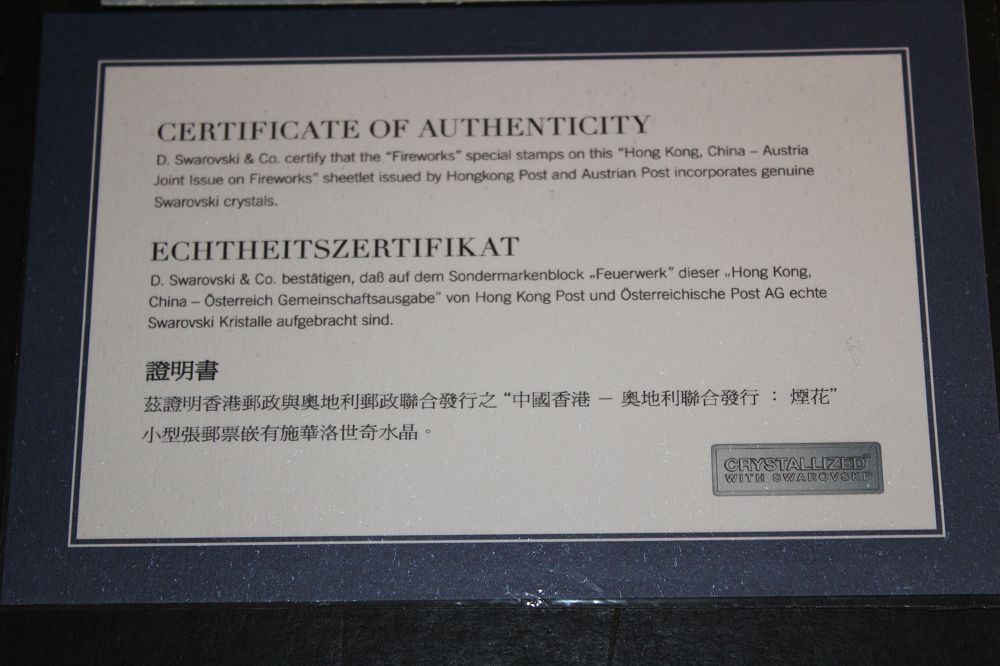 CERTIFICATE OF AUTHENTICITY
D. Swarovski & Co. certify that the “Fireworks” special stamps on this “Hong Kong, China – Austria
Joint Issue on Fireworks” sheetlet issued by Hongkong Post and Austrian Post incorporates genuine
Swarovski crystals.
ECHTHEITSZERTIFIKAT
D. Swarovski & Co. bestätigen, daß auf dem Sondermarkenblock „Feuerwerk” dieser „Hong Kong,
China – Österreich Gemeinschaftsausgabe” von Hong Kong Post und Österreichische Post AG echte
Swarovski Kristalle aufgebracht sind.
證明書
茲證明香港郵政與奧地利郵政聯合發行之 “中國香港 － 奧地利聯合發行 ： 煙花”
小型張郵票嵌有施華洛世奇水晶。
CRYSTALLIZED™
WITH SWAROVSKI®